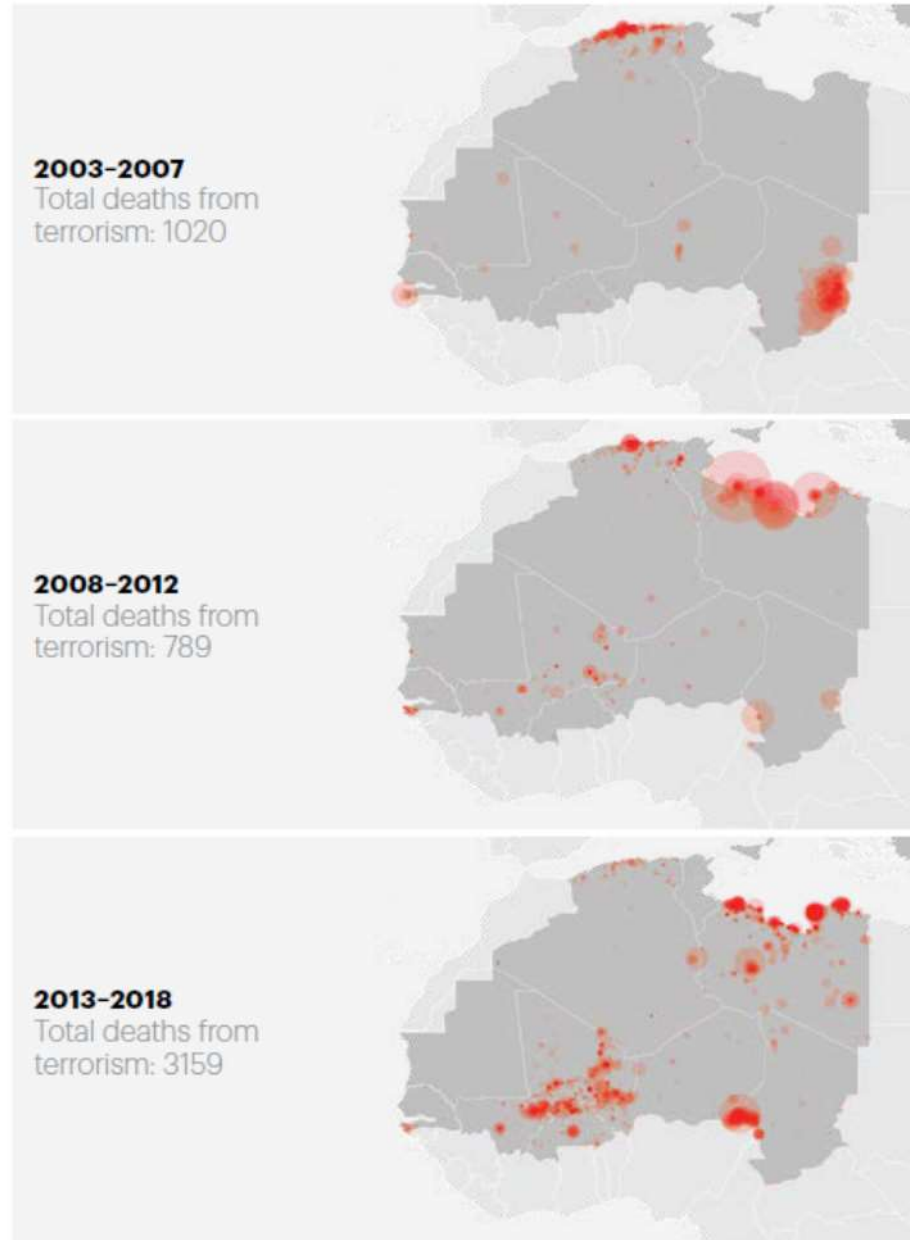 2003–2007
Total deaths from
terrorism: 1020
2008–2012
Total deaths from
terrorism: 789
2013–2018
Total deaths from
terrorism: 3159